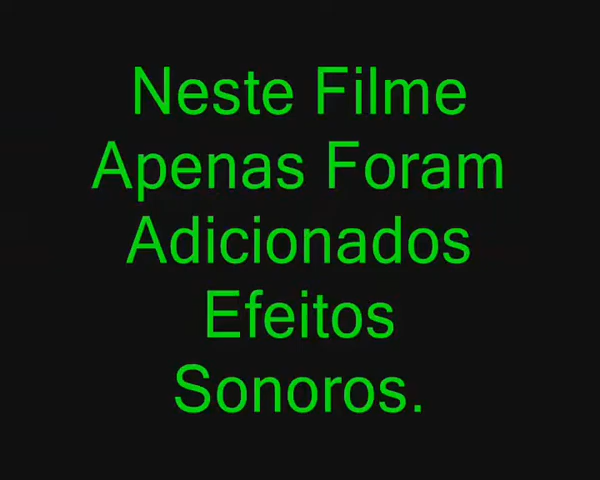 Neste Filme
Apenas Foram
Adicionados
Efeitos
Sonoros.